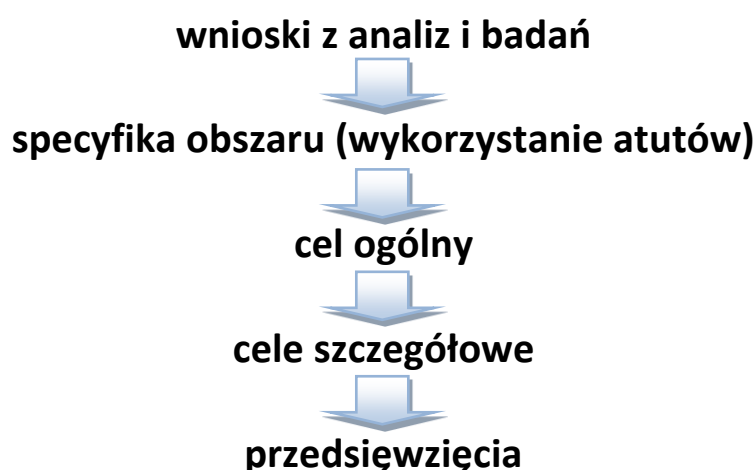 wnioski z analiz i badań
specyfika obszaru (wykorzystanie atutów)
cel ogólny
cele szczegółowe
przedsięwzięcia